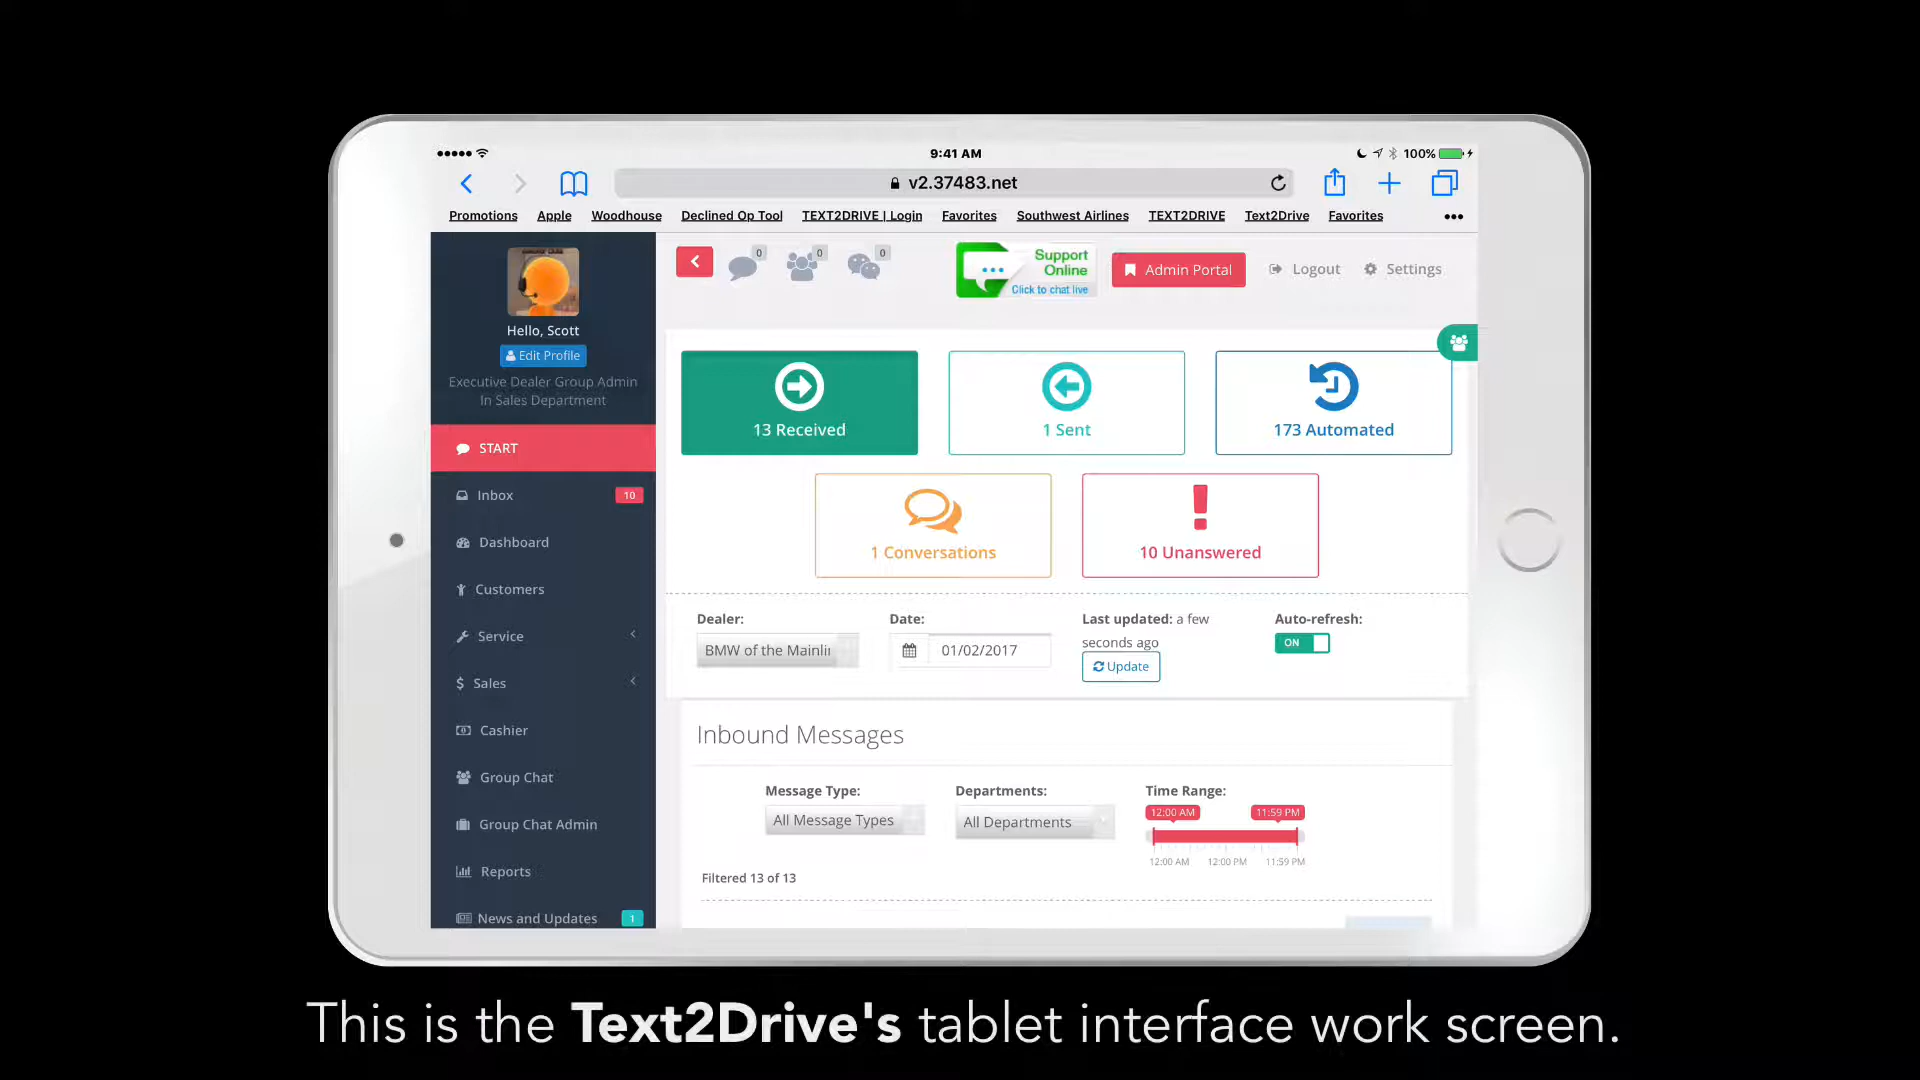 9:41 AM
100%
v2.37483.net
Promotions Apple Woodhouse Declined Op Tool TEXT2DRIVE | Login Favorites Southwest Airlines TEXT2DRIVE Text2Drive Favorites •••
0 0 0
Support
Online
Click to chat live
Admin Portal
Logout
Settings
Hello, Scott
Edit Profile
Executive Dealer Group Admin
In Sales Department
START
Inbox 10
Dashboard
Customers
Service
Sales
Cashier
Group Chat
Group Chat Admin
Reports
News and Updates 1
13 Received
1 Sent
173 Automated
1 Conversations
10 Unanswered
Dealer:
BMW of the Mainli
Date:
01/02/2017
Last updated: a few
seconds ago
Update
Auto-refresh:
ON
Inbound Messages
Message Type:
All Message Types
Departments:
All Departments
Time Range:
12:00 AM 11:59 PM
12:00 AM 12:00 PM 11:59 PM
Filtered 13 of 13
This is the Text2Drive's tablet interface work screen.